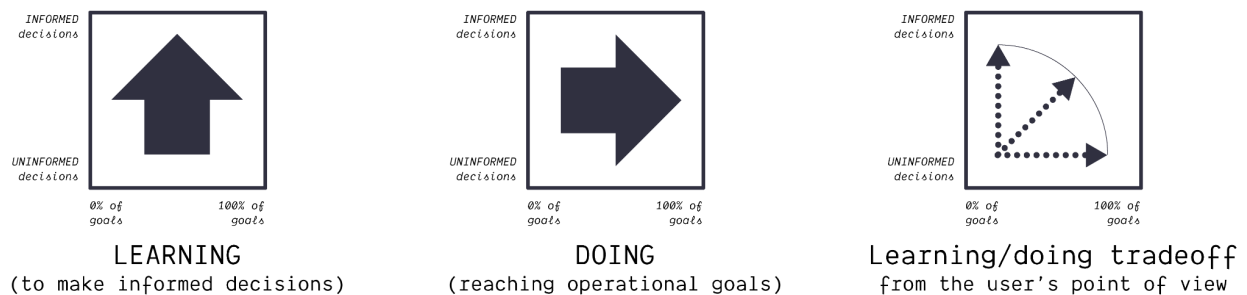 INFORMED
decisions
UNINFORMED
decisions
0% of
goals
100% of
goals
LEARNING
(to make informed decisions)
INFORMED
decisions
UNINFORMED
decisions
0% of
goals
100% of
goals
DOING
(reaching operational goals)
INFORMED
decisions
UNINFORMED
decisions
0% of
goals
100% of
goals
Learning/doing tradeoff
from the user's point of view